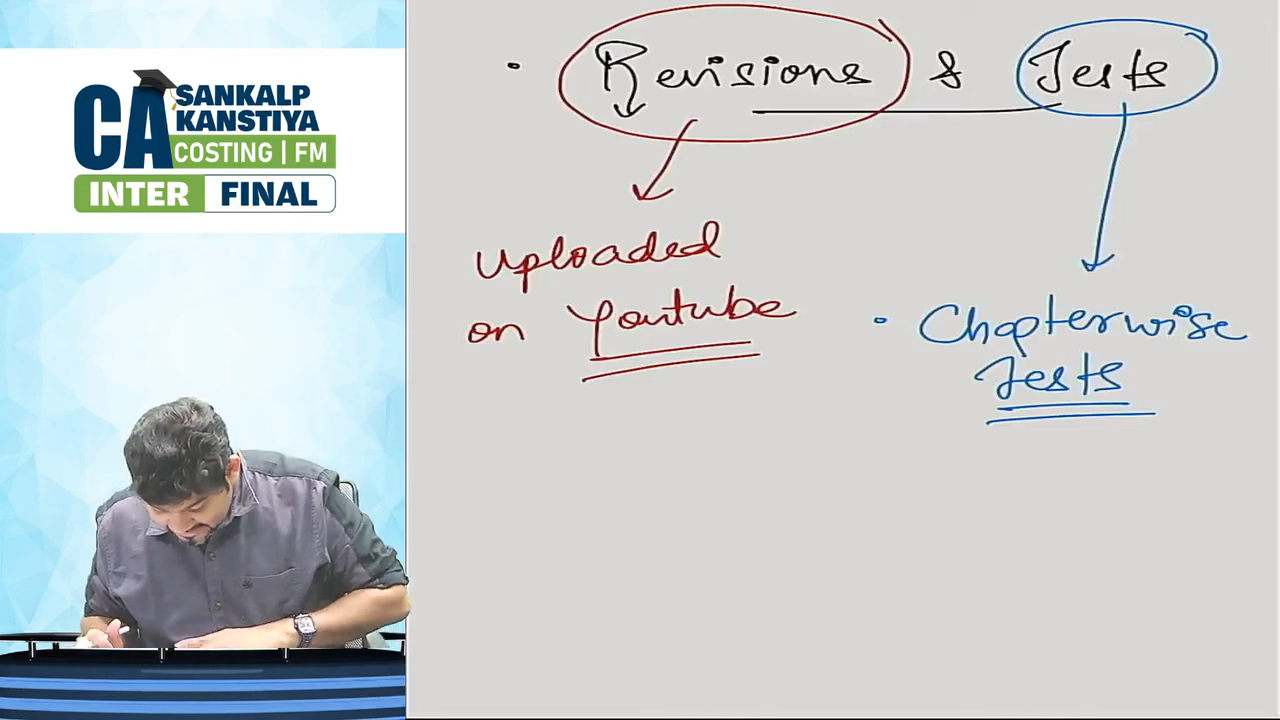 CA SANKALP
KANSTIYA
COSTING | FM
INTER FINAL
• Revisions & Tests
Uploaded
on Youtube
• Chapterwise
Tests